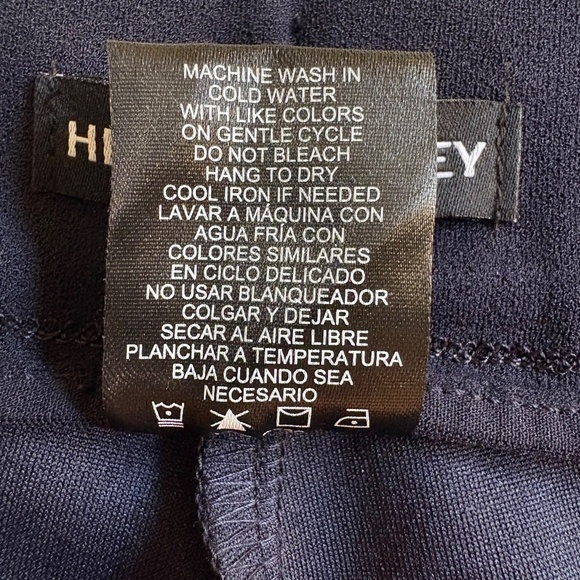 MACHINE WASH IN
COLD WATER
WITH LIKE COLORS
ON GENTLE CYCLE
DO NOT BLEACH
HANG TO DRY
COOL IRON IF NEEDED
LAVAR A MÁQUINA CON
AGUA FRÍA CON
COLORES SIMILARES
EN CICLO DELICADO
NO USAR BLANQUEADOR
COLGAR Y DEJAR
SECAR AL AIRE LIBRE
PLANCHAR A TEMPERATURA
BAJA CUANDO SEA
NECESARIO